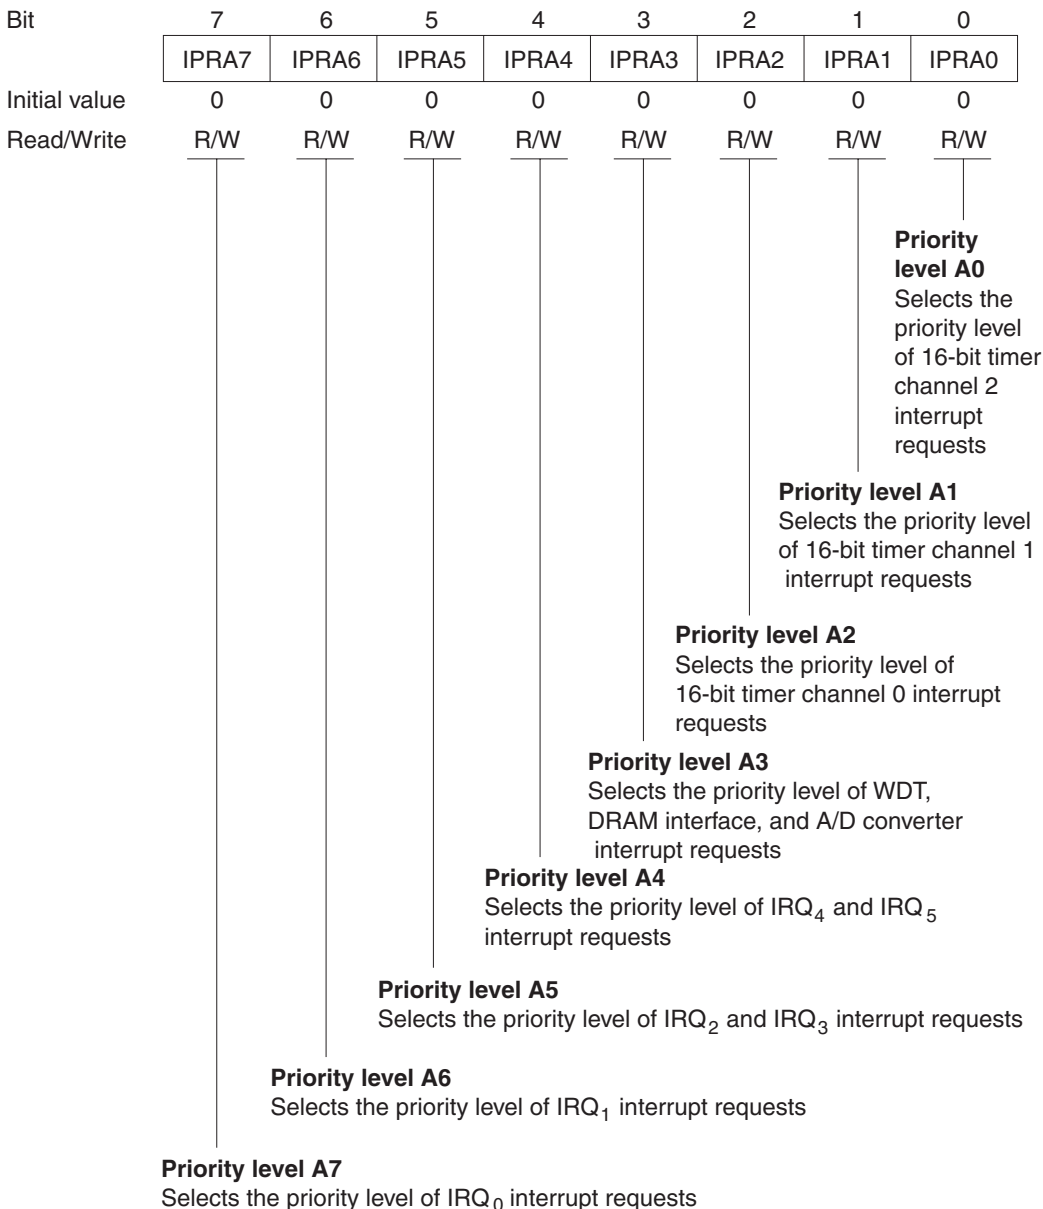 Bit 7 6 5 4 3 2 1 0
IPRA7 IPRA6 IPRA5 IPRA4 IPRA3 IPRA2 IPRA1 IPRA0
Initial value 0 0 0 0 0 0 0 0
Read/Write R/W R/W R/W R/W R/W R/W R/W R/W
Priority
level A0
Selects the
priority level
of 16-bit timer
channel 2
interrupt
requests
Priority level A1
Selects the priority level
of 16-bit timer channel 1
interrupt requests
Priority level A2
Selects the priority level of
16-bit timer channel 0 interrupt
requests
Priority level A3
Selects the priority level of WDT,
DRAM interface, and A/D converter
interrupt requests
Priority level A4
Selects the priority level of IRQ4 and IRQ5
interrupt requests
Priority level A5
Selects the priority level of IRQ2 and IRQ3 interrupt requests
Priority level A6
Selects the priority level of IRQ1 interrupt requests
Priority level A7
Selects the priority level of IRQ0 interrupt requests